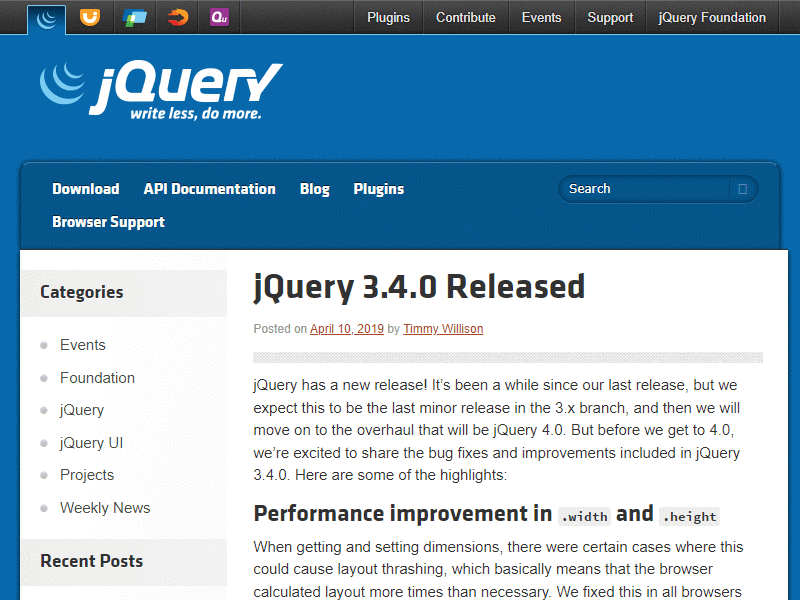 Qu
Plugins Contribute Events Support jQuery Foundation
jQuery
write less, do more.
Download API Documentation Blog Plugins
Search
Browser Support
Categories
Events
Foundation
jQuery
jQuery UI
Projects
Weekly News
Recent Posts
jQuery 3.4.0 Released
Posted on April 10, 2019 by Timmy Willison
jQuery has a new release! It’s been a while since our last release, but we
expect this to be the last minor release in the 3.x branch, and then we will
move on to the overhaul that will be jQuery 4.0. But before we get to 4.0,
we’re excited to share the bug fixes and improvements included in jQuery
3.4.0. Here are some of the highlights:
Performance improvement in .width and .height
When getting and setting dimensions, there were certain cases where this
could cause layout thrashing, which basically means that the browser
calculated layout more times than necessary. We fixed this in all browsers